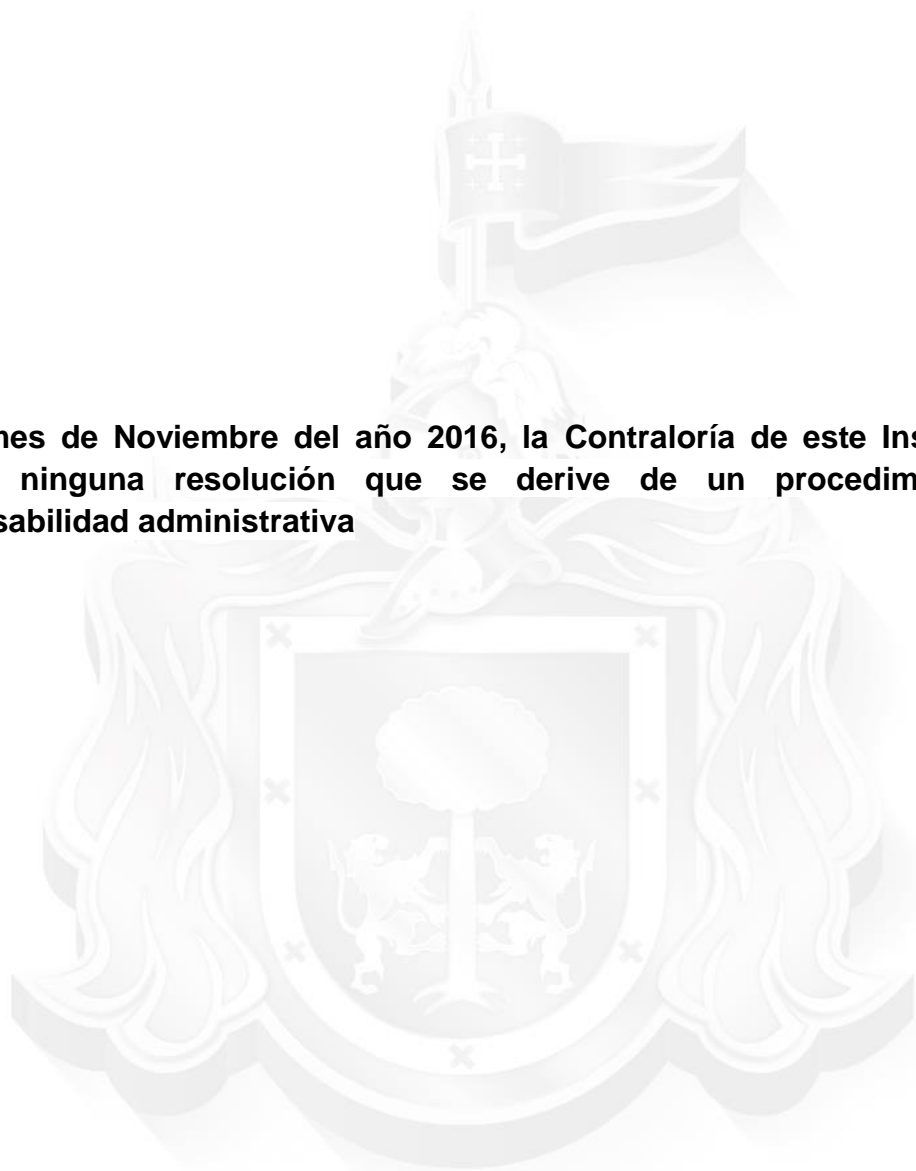 mes de Noviembre del año 2016, la Contraloría de este Ins
ninguna resolución que se derive de un procedim
sabilidad administrativa